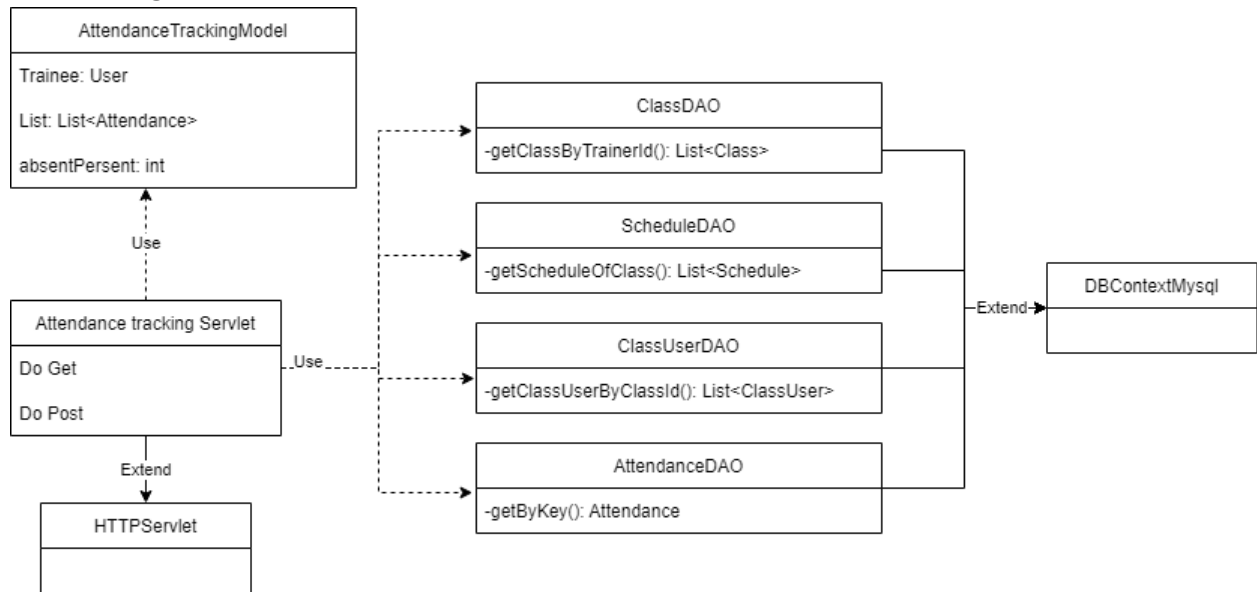 AttendanceTrackingModel
Trainee: User
List: List<Attendance>
absentPersent: int
Use
Attendance tracking Servlet
Do Get
Do Post
Extend
HTTPServlet
Use
ClassDAO
-getClassByTrainerId(): List<Class>
ScheduleDAO
-getScheduleOfClass(): List<Schedule>
ClassUserDAO
-getClassUserByClassId(): List<ClassUser>
AttendanceDAO
-getByKey(): Attendance
Extend
DBContextMysql